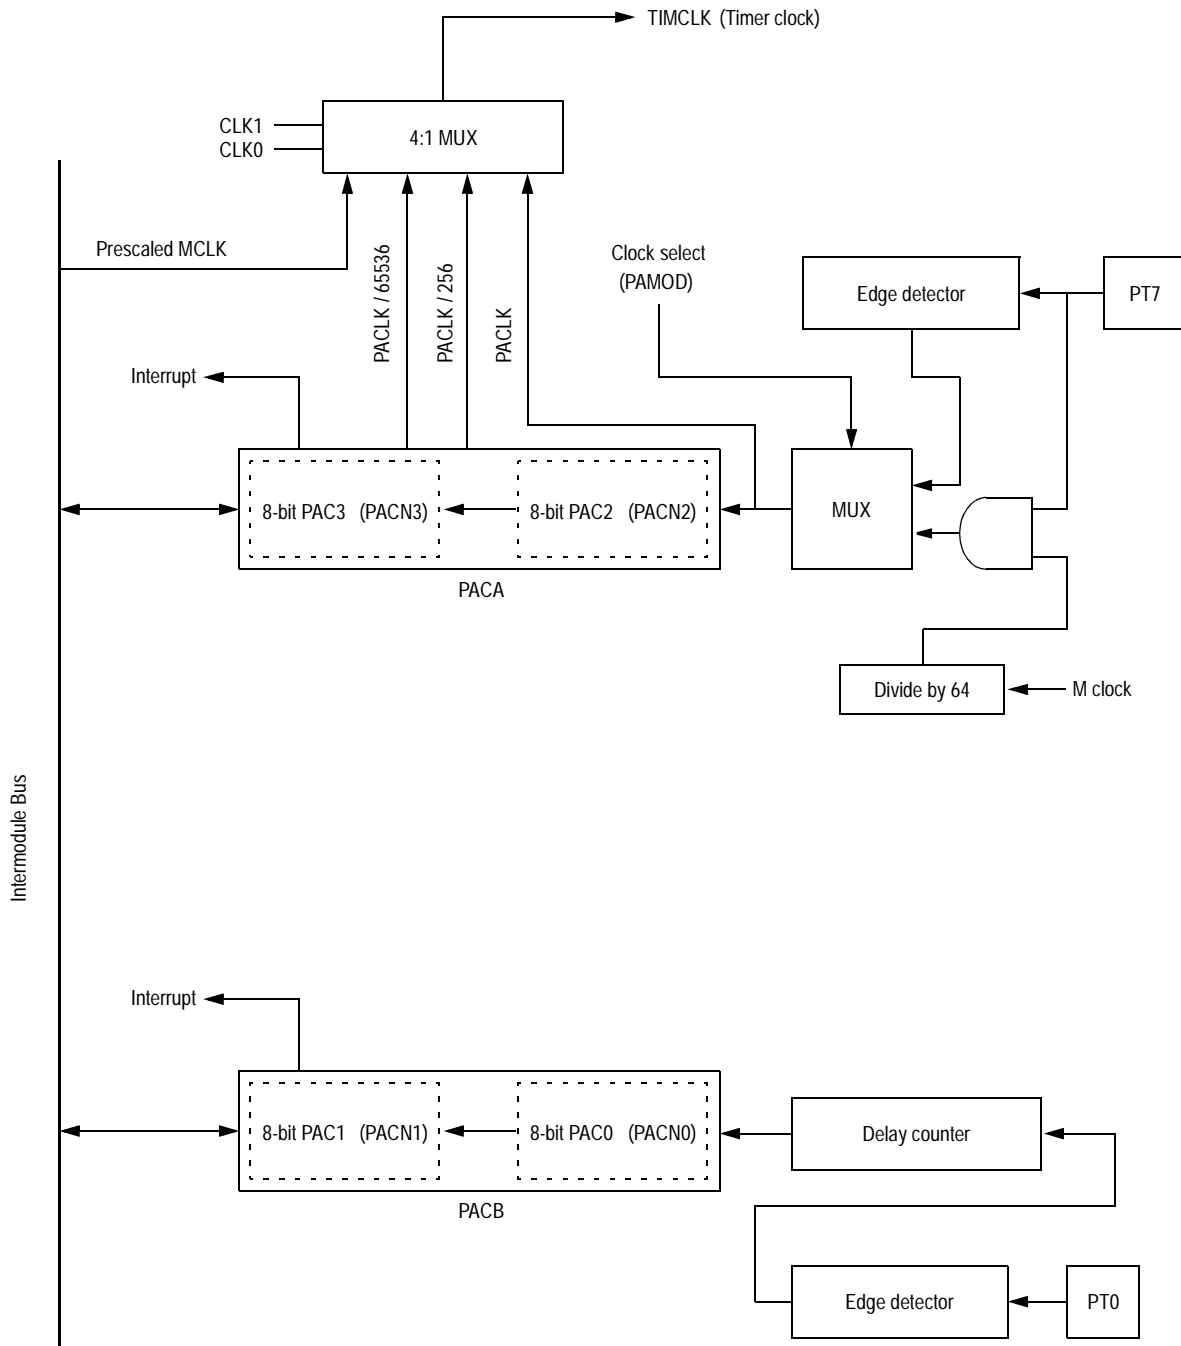 TIMCLK (Timer clock)
CLK1
CLK0
4:1 MUX
Prescaled MCLK
PACLK / 65536
PACLK / 256
PACLK
Clock select
(PAMOD)
Edge detector
PT7
Interrupt
8-bit PAC3 (PACN3)
8-bit PAC2 (PACN2)
MUX
PACA
Divide by 64
M clock
Intermodule Bus
Interrupt
8-bit PAC1 (PACN1)
8-bit PAC0 (PACN0)
Delay counter
PACB
Edge detector
PT0